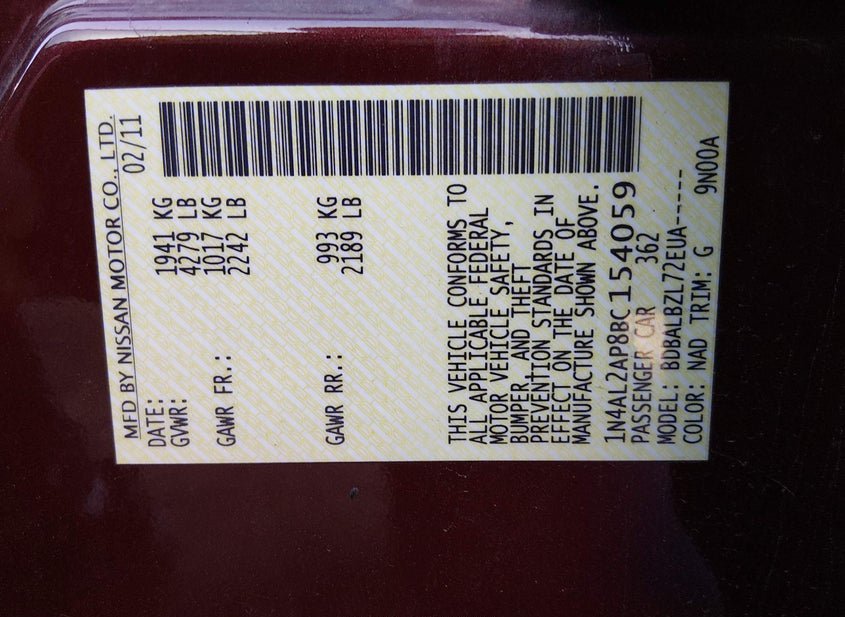 MFD BY NISSAN MOTOR CO., LTD.
DATE: 02/11
GVWR: 1941 KG
4279 LB
GAWR FR.: 1017 KG
2242 LB
GAWR RR.: 993 KG
2189 LB
THIS VEHICLE CONFORMS TO
ALL APPLICABLE FEDERAL
MOTOR VEHICLE SAFETY,
BUMPER, AND THEFT
PREVENTION STANDARDS IN
EFFECT ON THE DATE OF
MANUFACTURE SHOWN ABOVE.
1N4AL2AP8BC154059
PASSENGER CAR 362
MODEL: BDBALBZL72EUA-----
COLOR: NAD TRIM: G 9N00A